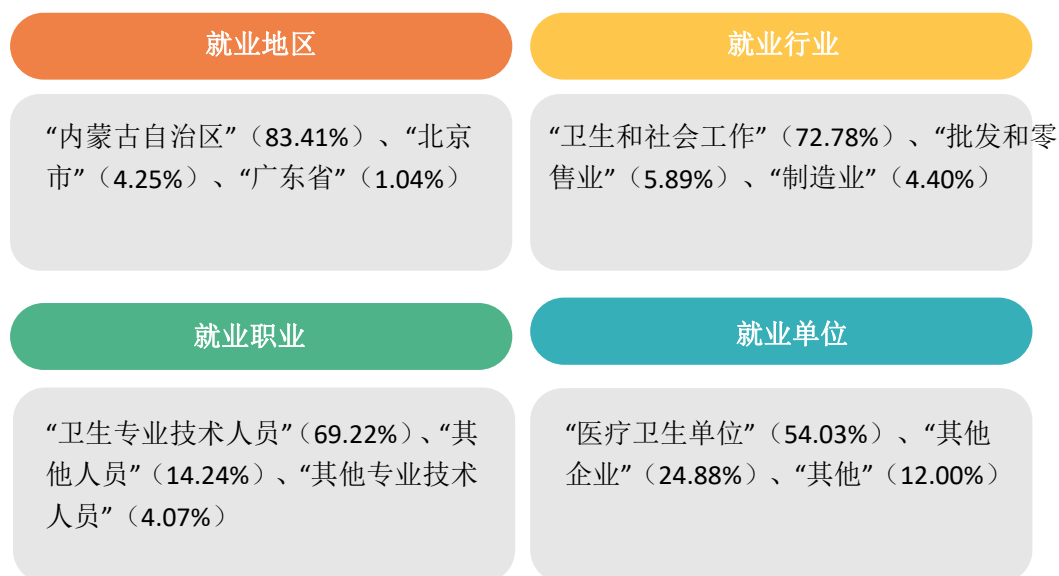 就业地区
就业行业
“内蒙古自治区”（83.41%）、“北京
市”（4.25%）、“广东省”（1.04%）
“卫生和社会工作”（72.78%）、“批发和零
售业”（5.89%）、“制造业”（4.40%）
就业职业
就业单位
“卫生专业技术人员”（69.22%）、“其
他人员”（14.24%）、“其他专业技术
人员”（4.07%）
“医疗卫生单位”（54.03%）、“其他
企业”（24.88%）、“其他”（12.00%）